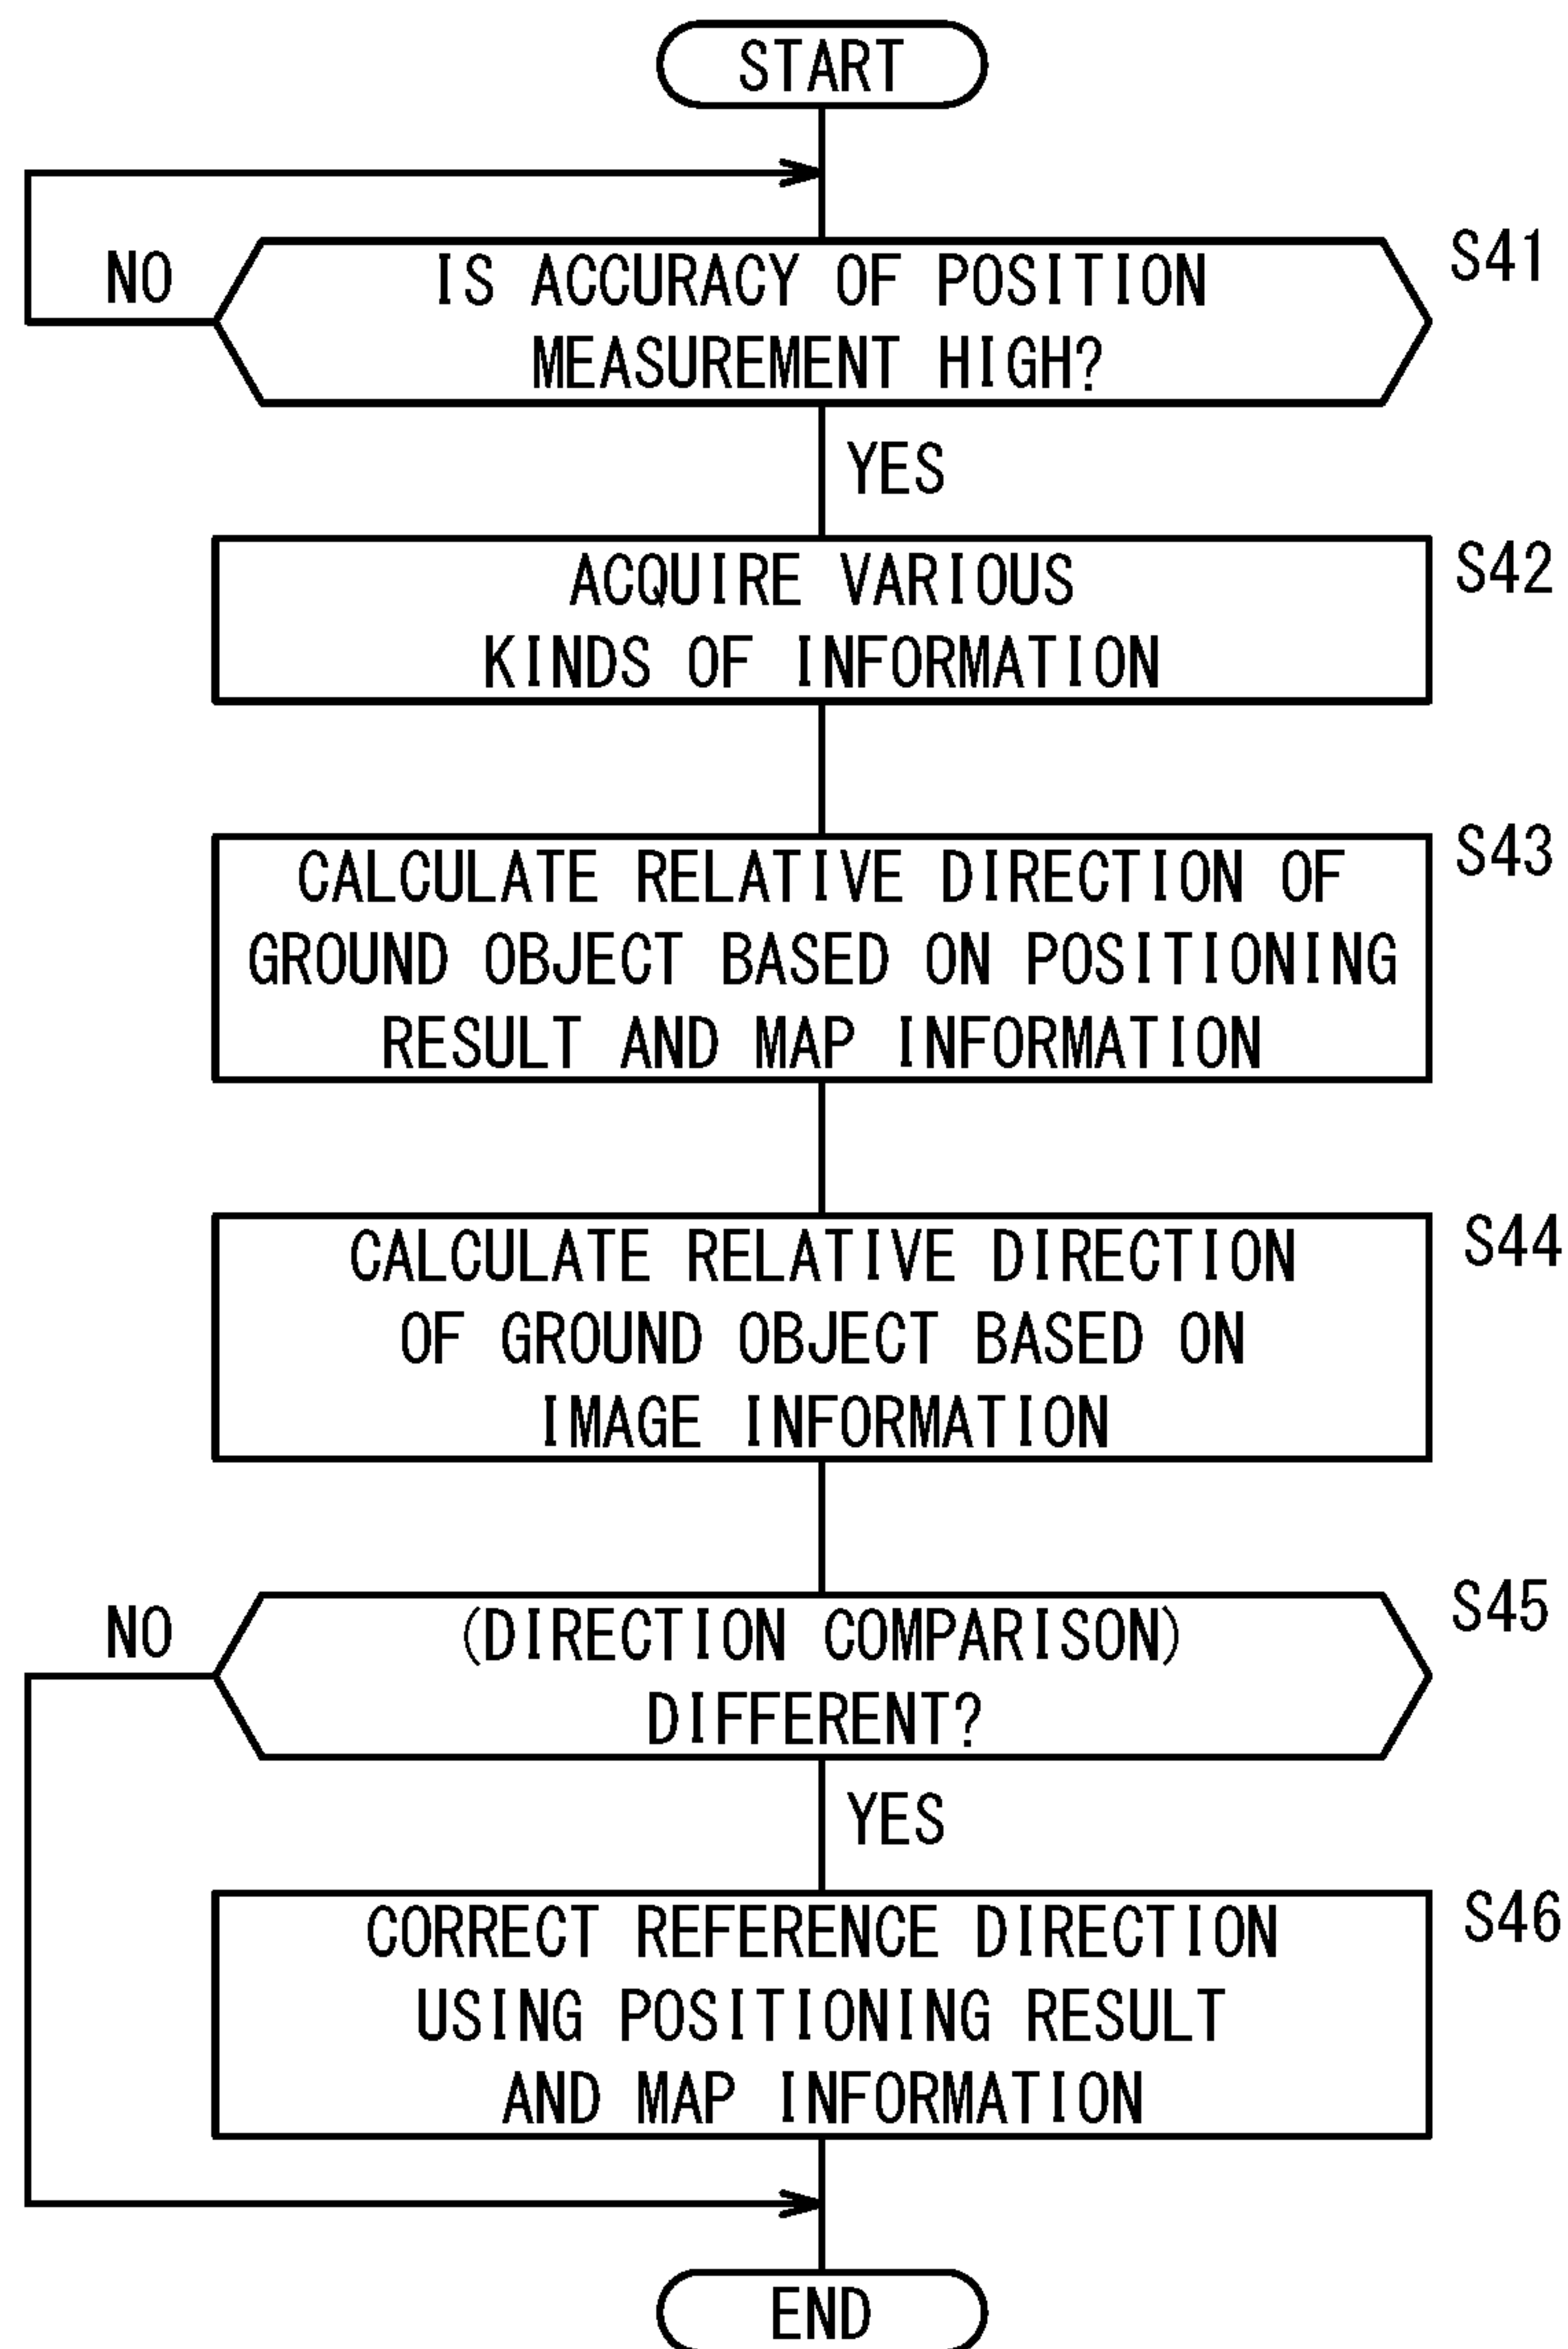 START
NO
IS ACCURACY OF POSITION
MEASUREMENT HIGH?
S41
YES
ACQUIRE VARIOUS
KINDS OF INFORMATION
S42
CALCULATE RELATIVE DIRECTION OF
GROUND OBJECT BASED ON POSITIONING
RESULT AND MAP INFORMATION
S43
CALCULATE RELATIVE DIRECTION
OF GROUND OBJECT BASED ON
IMAGE INFORMATION
S44
NO
(DIRECTION COMPARISON)
DIFFERENT?
S45
YES
CORRECT REFERENCE DIRECTION
USING POSITIONING RESULT
AND MAP INFORMATION
S46
END